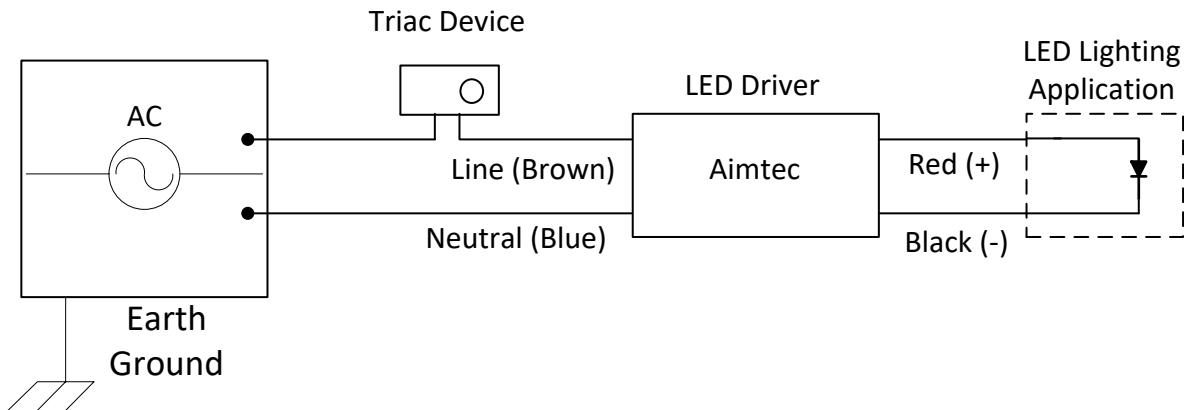 Triac Device
LED Lighting
Application
LED Driver
AC
Line (Brown)
Aimtec
Red (+)
Neutral (Blue)
Black (-)
Earth
Ground